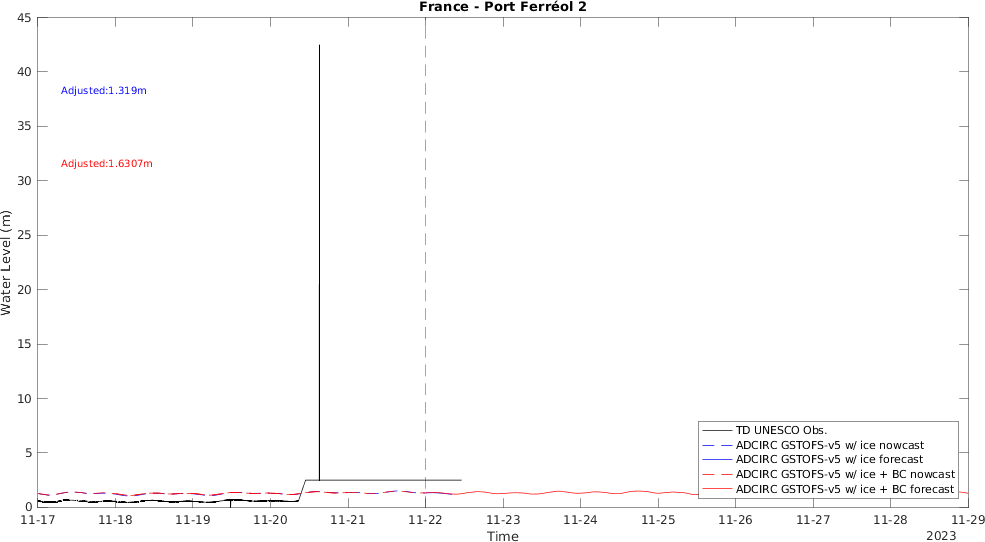 France - Port Ferréol 2
45
40
35
30
25
20
15
10
5
0
Water Level (m)
Adjusted:1.319m
Adjusted:1.6307m
TD UNESCO Obs.
ADCIRC GSTOFS-v5 w/ ice nowcast
ADCIRC GSTOFS-v5 w/ ice forecast
ADCIRC GSTOFS-v5 w/ ice + BC nowcast
ADCIRC GSTOFS-v5 w/ ice + BC forecast
11-17 11-18 11-19 11-20 11-21 11-22 11-23 11-24 11-25 11-26 11-27 11-28 11-29
Time
2023